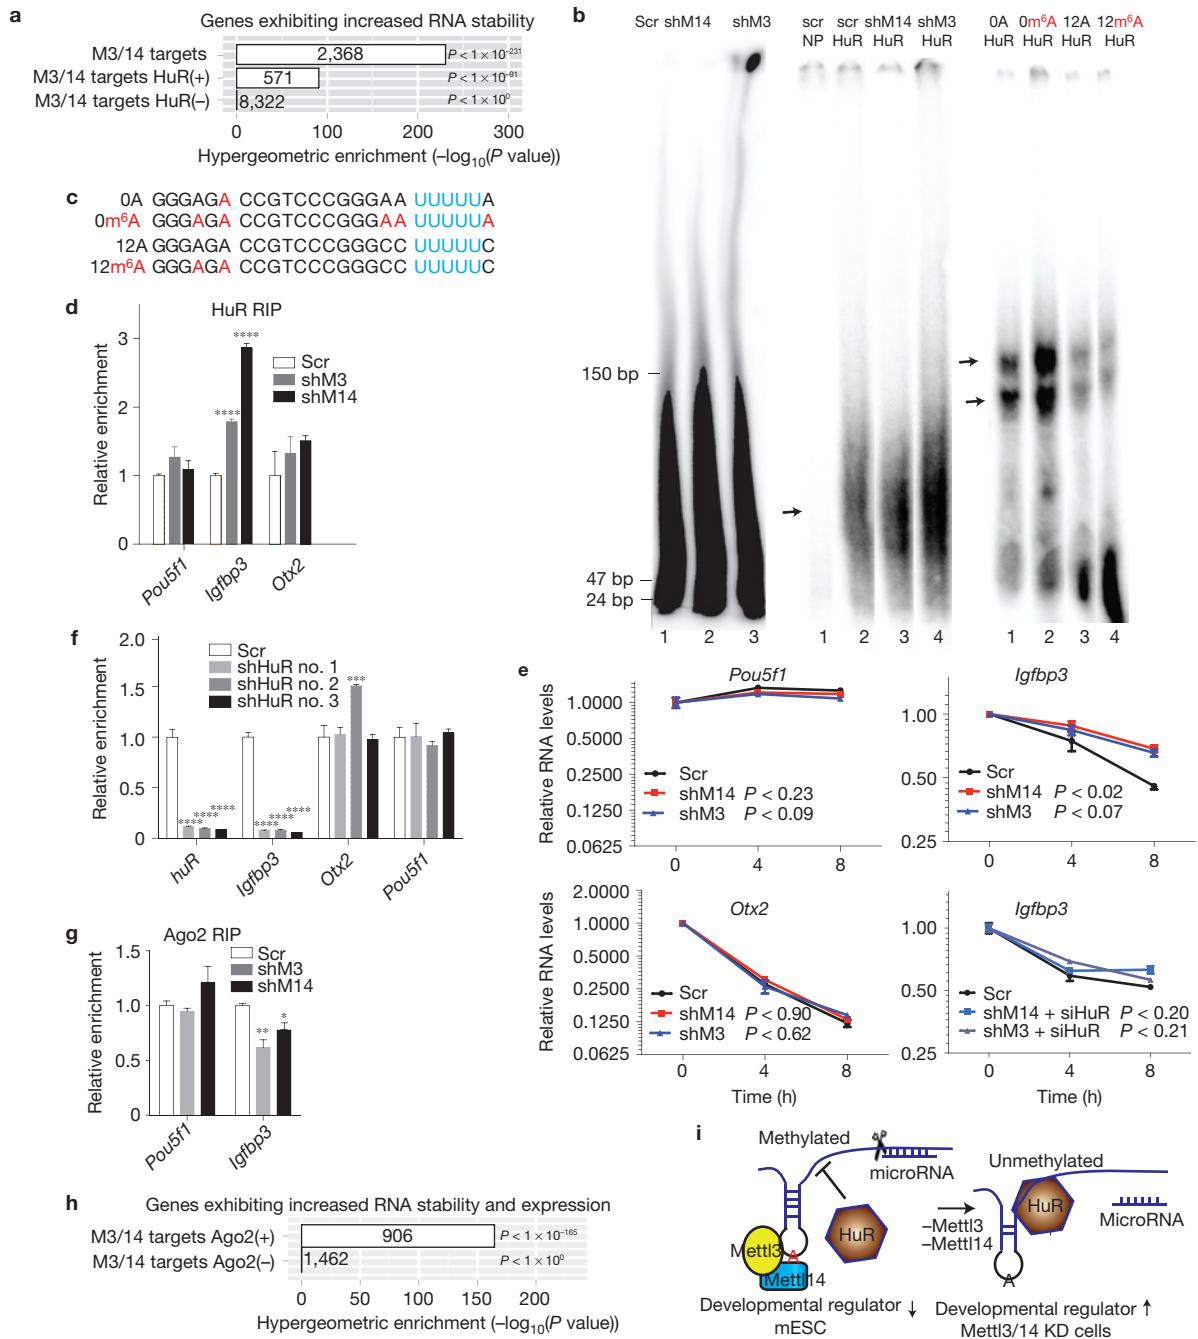 a
Genes exhibiting increased RNA stability
M3/14 targets
2,368
P < 1 × 10⁻²³¹
M3/14 targets HuR(+)
571
P < 1 × 10⁻⁹¹
M3/14 targets HuR(–)
8,322
P < 1 × 10⁰
0 100 200 300
Hypergeometric enrichment (–log₁₀(P value))
b
Scr shM14 shM3
scr scr shM14 shM3
NP HuR HuR HuR
0A 0m⁶A 12A 12m⁶A
HuR HuR HuR HuR
150 bp
47 bp
24 bp
1 2 3
1 2 3 4
1 2 3 4
c
0A GGGAGA CCGTCCCGGGAA UUUUUA
0m⁶A GGGAGA CCGTCCCGGGAA UUUUUA
12A GGGAGA CCGTCCCGGGCC UUUUUC
12m⁶A GGGAGA CCGTCCCGGGCC UUUUUC
d
HuR RIP
Relative enrichment
3
2
1
0
****
****
Scr
shM3
shM14
Pou5f1 Igfbp3 Otx2
f
Relative enrichment
2.0
1.5
1.0
0.5
0
Scr
shHuR no. 1
shHuR no. 2
shHuR no. 3
***
**** **** ****
**** **** ****
huR Igfbp3 Otx2 Pou5f1
e
Pou5f1
Relative RNA levels
1.0000
0.5000
0.2500
0.1250
0.0625
Scr
shM14 P < 0.23
shM3 P < 0.09
0 4 8
Igfbp3
1.00
0.50
0.25
Scr
shM14 P < 0.02
shM3 P < 0.07
0 4 8
Otx2
Relative RNA levels
2.0000
1.0000
0.5000
0.2500
0.1250
0.0625
Scr
shM14 P < 0.90
shM3 P < 0.62
0 4 8
Time (h)
Igfbp3
1.00
0.50
0.25
Scr
shM14 + siHuR P < 0.20
shM3 + siHuR P < 0.21
0 4 8
Time (h)
g
Ago2 RIP
Relative enrichment
1.5
1.0
0.5
0
Scr
shM3
shM14
**
*
Pou5f1 Igfbp3
h
Genes exhibiting increased RNA stability and expression
M3/14 targets Ago2(+)
906
P < 1 × 10⁻¹⁶⁵
M3/14 targets Ago2(–)
1,462
P < 1 × 10⁰
0 50 100 150 200
Hypergeometric enrichment (–log₁₀(P value))
i
Methylated
microRNA
HuR
Mettl3
A
Mettl14
Developmental regulator ↓
mESC
–Mettl3
–Mettl14
Unmethylated
HuR
MicroRNA
A
Developmental regulator ↑
Mettl3/14 KD cells